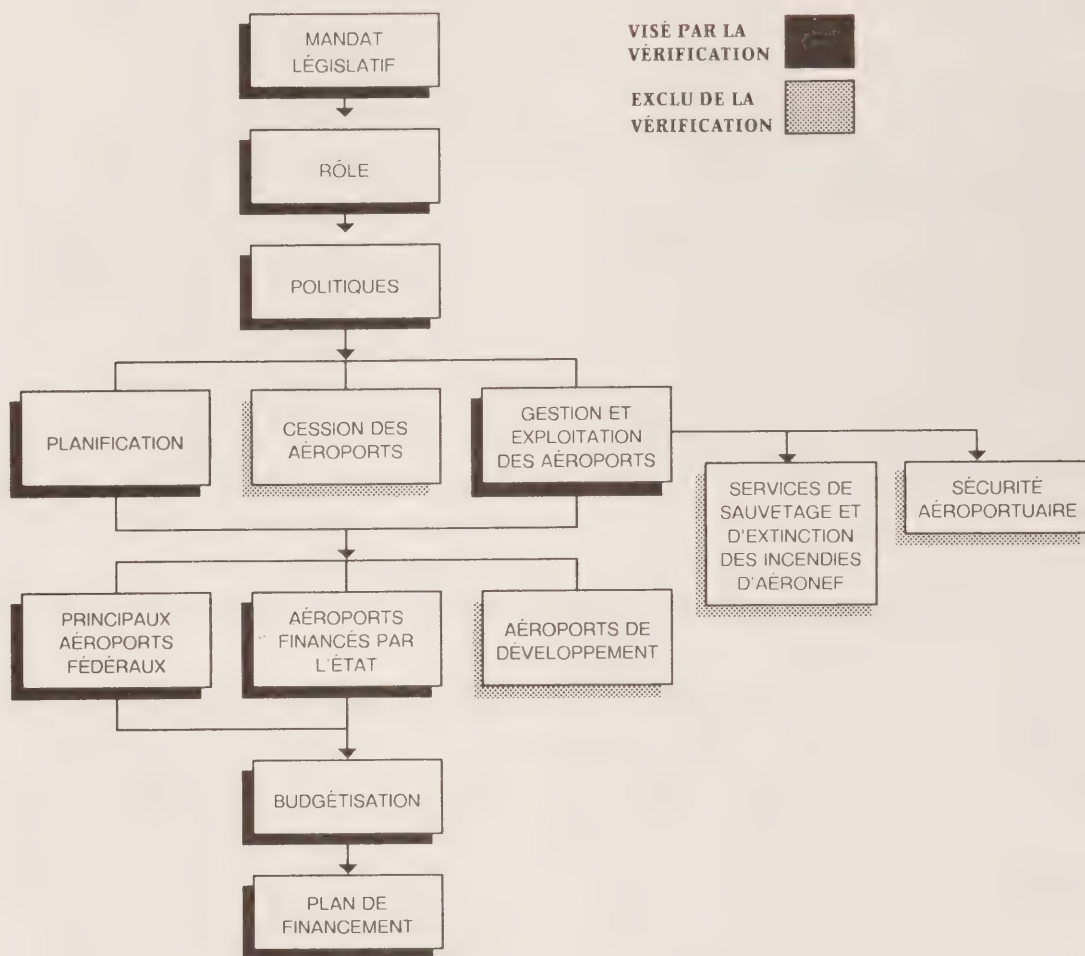 MANDAT
LÉGISLATIF
VISÉ PAR LA
VÉRIFICATION
EXCLU DE LA
VÉRIFICATION
RÔLE
POLITIQUES
PLANIFICATION
CESSION DES
AÉROPORTS
GESTION ET
EXPLOITATION
DES AÉROPORTS
SERVICES DE
SAUVETAGE ET
D'EXTINCTION
DES INCENDIES
D'AÉRONEF
SÉCURITÉ
AÉROPORTUAIRE
PRINCIPAUX
AÉROPORTS
FÉDÉRAUX
AÉROPORTS
FINANCÉS PAR
L'ÉTAT
AÉROPORTS DE
DÉVELOPPEMENT
BUDGÉTISATION
PLAN DE
FINANCEMENT